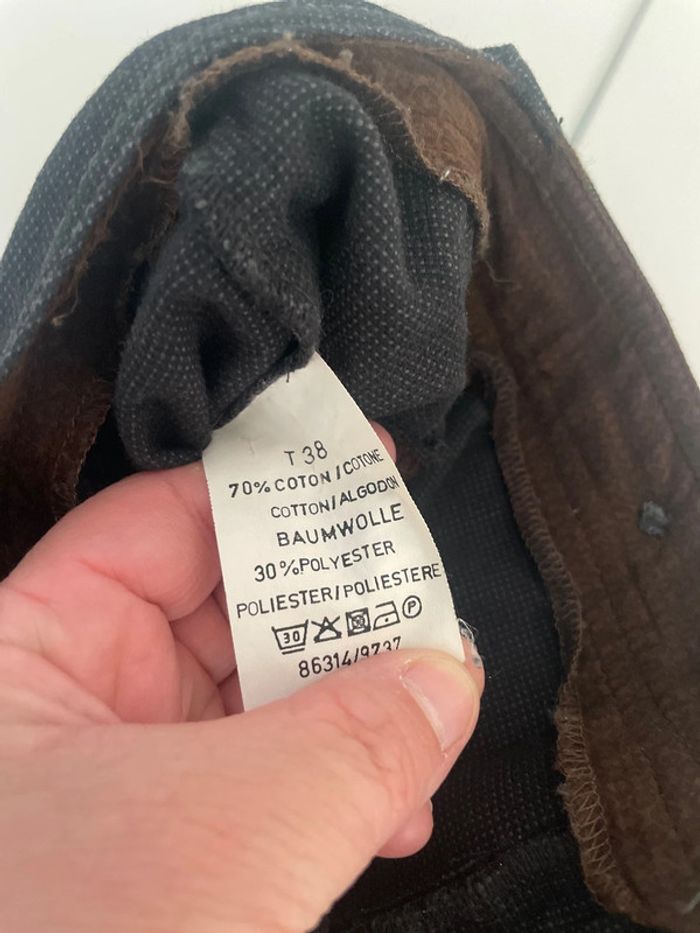 T 38
70% COTON / COTONE
COTTON / ALGODON
BAUMWOLLE
30 % POLYESTER
POLIESTER / POLIESTERE
30 P
86314/9737